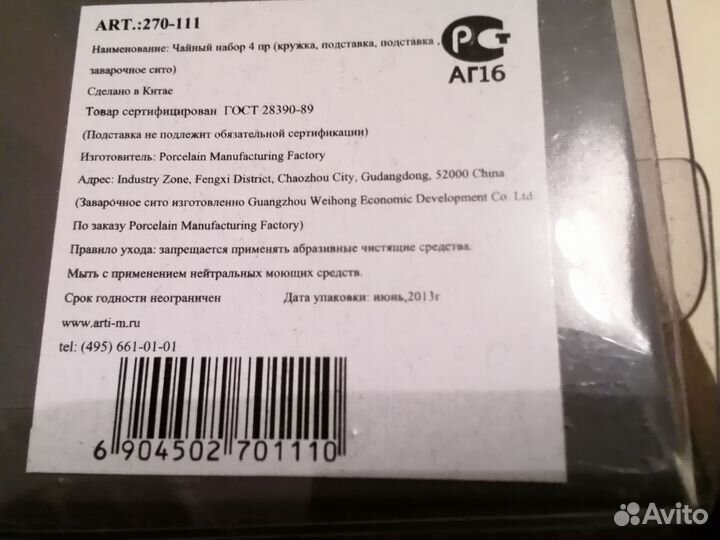 ART.:270-111
Наименование: Чайный набор 4 пр (кружка, подставка, подставка ,
заварочное сито)
Сделано в Китае
Товар сертифицирован ГОСТ 28390-89
(Подставка не подлежит обязательной сертификации)
Изготовитель: Porcelain Manufacturing Factory
Адрес: Industry Zone, Fengxi District, Chaozhou City, Gudangdong, 52000 China
(Заварочное сито изготовленно Guangzhou Weihong Economic Development Co. Ltd.
По заказу Porcelain Manufacturing Factory)
Правило ухода: запрещается применять абразивные чистящие средства.
Мыть с применением нейтральных моющих средств.
Срок годности неограничен Дата упаковки: июнь,2013г
www.arti-m.ru
tel: (495) 661-01-01
6 904502 701110
РСТ
АГ16
Avito